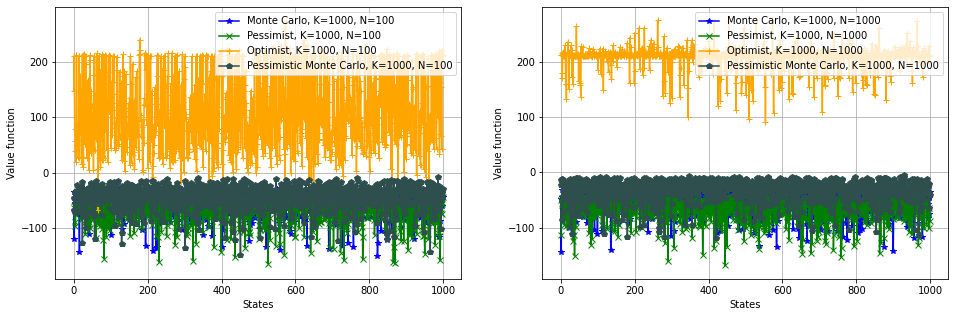 Monte Carlo, K=1000, N=100
Pessimist, K=1000, N=100
Optimist, K=1000, N=100
Pessimistic Monte Carlo, K=1000, N=100
200
100
0
−100
Value function
0
200
400
600
800
1000
States
Monte Carlo, K=1000, N=1000
Pessimist, K=1000, N=1000
Optimist, K=1000, N=1000
Pessimistic Monte Carlo, K=1000, N=1000
200
100
0
−100
Value function
0
200
400
600
800
1000
States